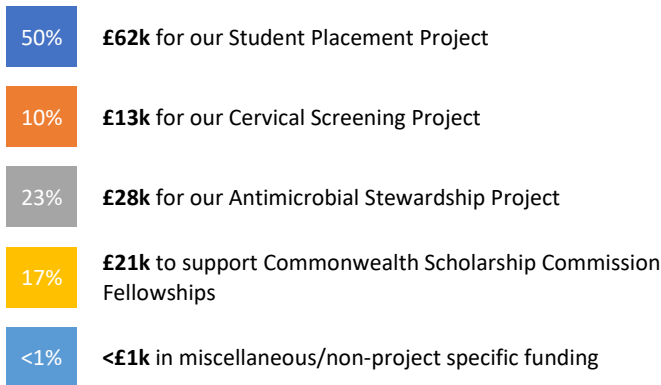 50% £62k for our Student Placement Project
10% £13k for our Cervical Screening Project
23% £28k for our Antimicrobial Stewardship Project
17% £21k to support Commonwealth Scholarship Commission
Fellowships
<1% <£1k in miscellaneous/non-project specific funding